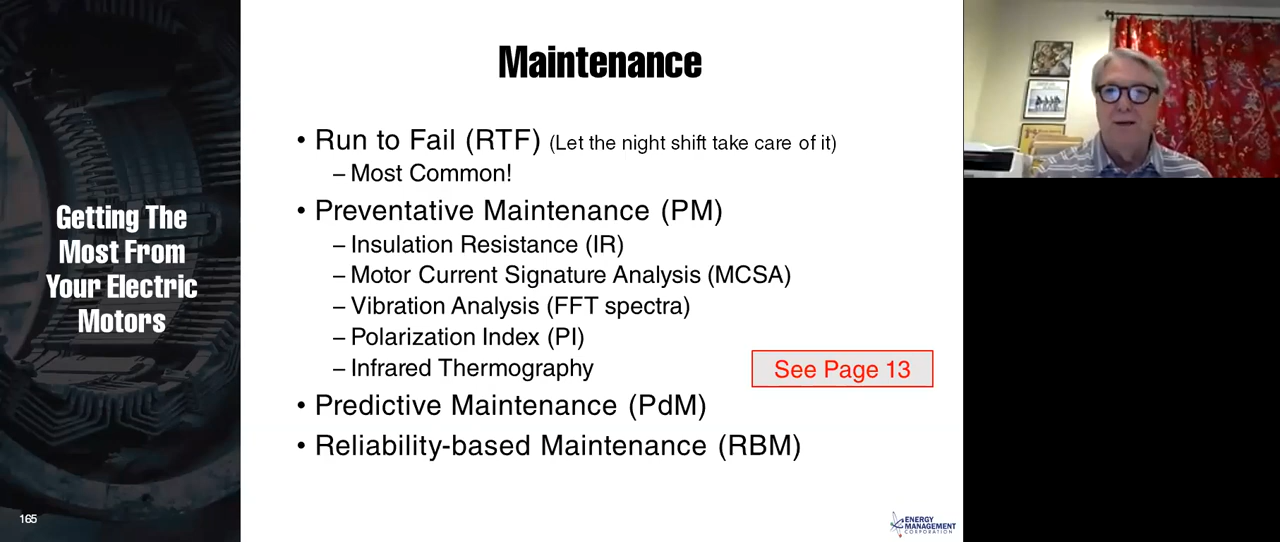 Maintenance
• Run to Fail (RTF) (Let the night shift take care of it)
– Most Common!
• Preventative Maintenance (PM)
– Insulation Resistance (IR)
– Motor Current Signature Analysis (MCSA)
– Vibration Analysis (FFT spectra)
– Polarization Index (PI)
– Infrared Thermography
See Page 13
• Predictive Maintenance (PdM)
• Reliability-based Maintenance (RBM)
Getting The
Most From
Your Electric
Motors
165
ENERGY
MANAGEMENT
CORPORATION